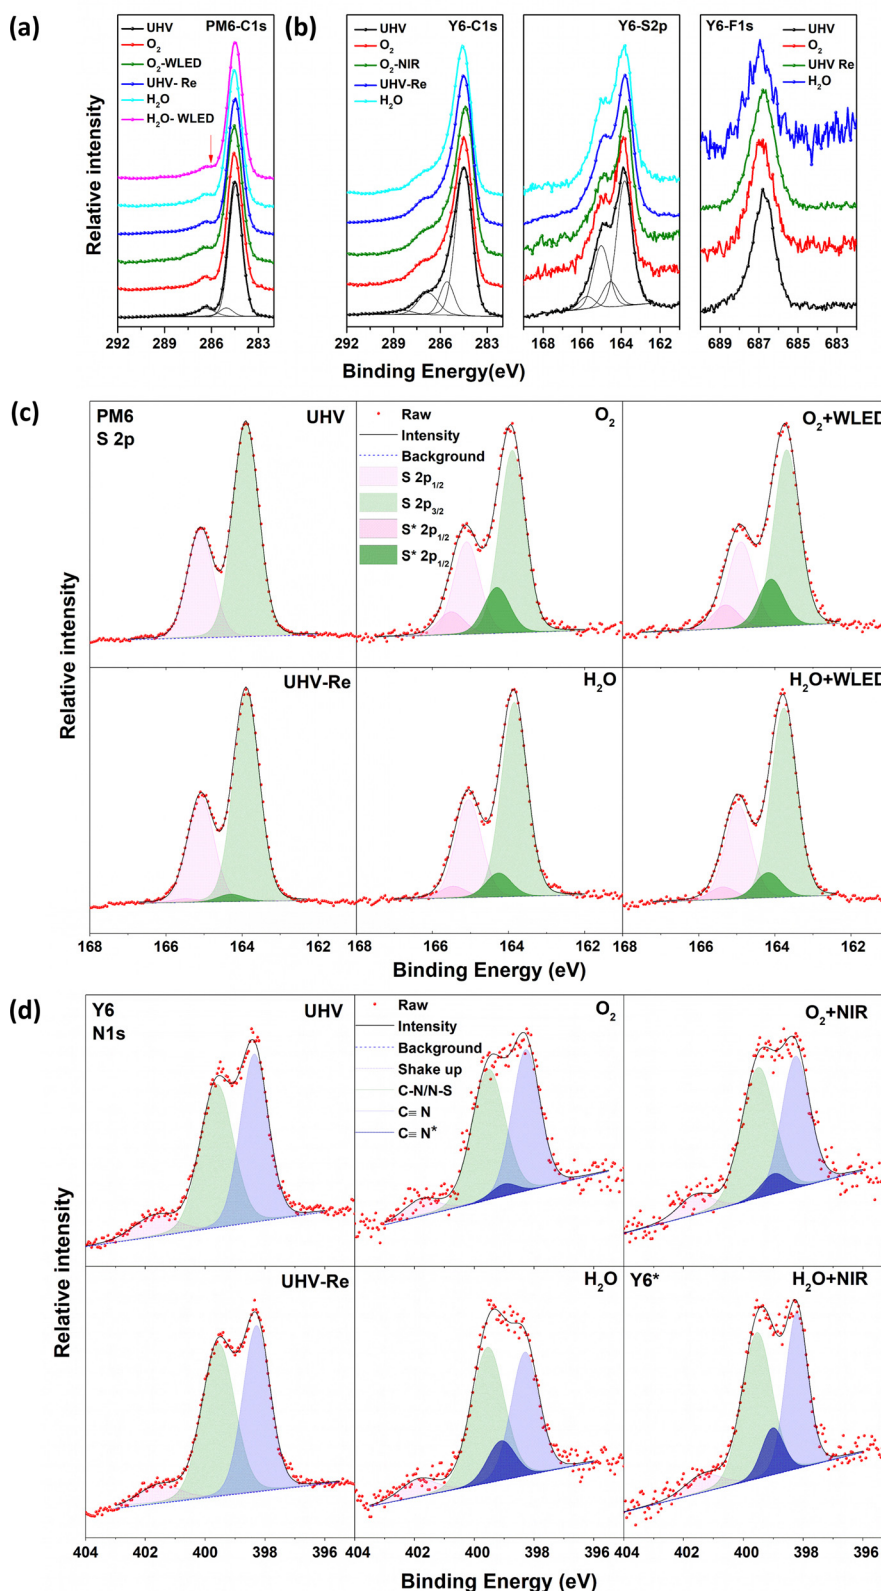 (a)
UHV
O2
O2-WLED
UHV- Re
H2O
H2O- WLED
PM6-C1s
Relative intensity
292 289 286 283
(b)
UHV
O2
O2-NIR
UHV-Re
H2O
Y6-C1s
292 289 286 283
Y6-S2p
168 166 164 162
Y6-F1s
UHV
O2
UHV Re
H2O
689 687 685 683
Binding Energy(eV)
(c)
PM6
S 2p
UHV
Raw
Intensity
Background
S 2p1/2
S 2p3/2
S* 2p1/2
S* 2p1/2
O2
O2+WLED
Relative intensity
UHV-Re
H2O
H2O+WLED
168 166 164 162
166 164 162
168 166 164 162
Binding Energy (eV)
(d)
Y6
N1s
UHV
Raw
Intensity
Background
Shake up
C-N/N-S
C≡ N
C≡ N*
O2
O2+NIR
Relative intensity
UHV-Re
H2O
Y6*
H2O+NIR
404 402 400 398 396
402 400 398 396
404 402 400 398 396
Binding Energy (eV)